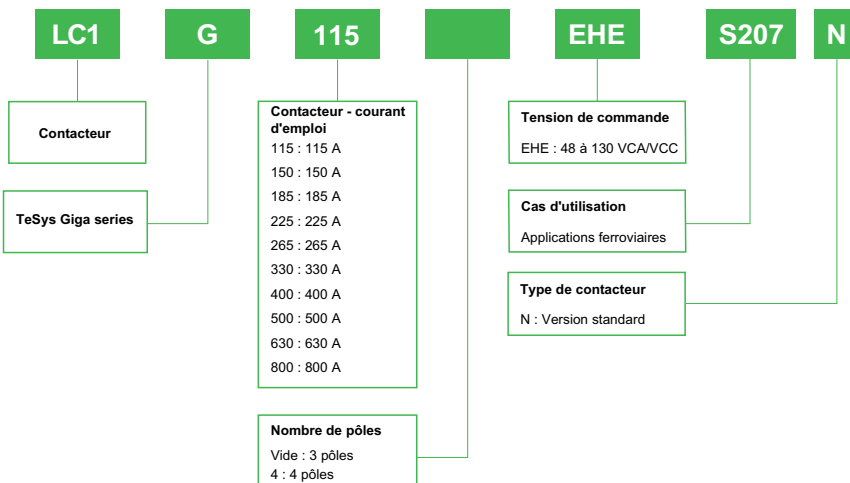 LC1 G 115 EHE S207 N
Contacteur
TeSys Giga series
Contacteur - courant
d'emploi
115 : 115 A
150 : 150 A
185 : 185 A
225 : 225 A
265 : 265 A
330 : 330 A
400 : 400 A
500 : 500 A
630 : 630 A
800 : 800 A
Nombre de pôles
Vide : 3 pôles
4 : 4 pôles
Tension de commande
EHE : 48 à 130 VCA/VCC
Cas d'utilisation
Applications ferroviaires
Type de contacteur
N : Version standard